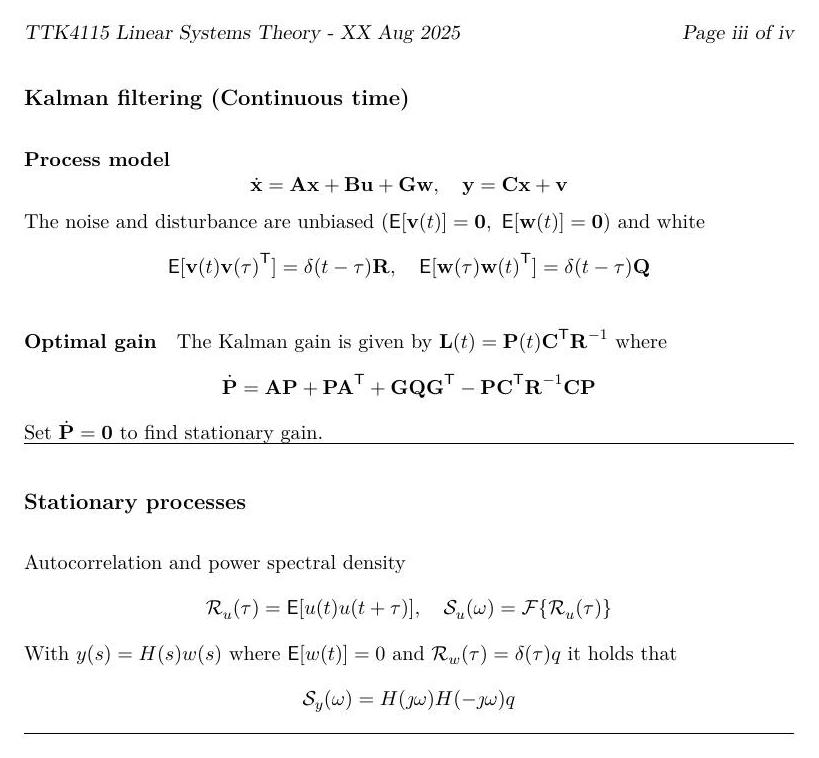 TTK4115 Linear Systems Theory - XX Aug 2025 Page iii of iv
Kalman filtering (Continuous time)
Process model
ẋ = Ax + Bu + Gw, y = Cx + v
The noise and disturbance are unbiased (E[v(t)] = 0, E[w(t)] = 0) and white
E[v(t)v(τ)ᵀ] = δ(t − τ)R, E[w(τ)w(t)ᵀ] = δ(t − τ)Q
Optimal gain The Kalman gain is given by L(t) = P(t)CᵀR⁻¹ where
Ṗ = AP + PAᵀ + GQGᵀ − PCᵀR⁻¹CP
Set Ṗ = 0 to find stationary gain.
Stationary processes
Autocorrelation and power spectral density
ℛᵤ(τ) = E[u(t)u(t + τ)], 𝒮ᵤ(ω) = ℱ{ℛᵤ(τ)}
With y(s) = H(s)w(s) where E[w(t)] = 0 and ℛ_w(τ) = δ(τ)q it holds that
𝒮_y(ω) = H(ȷω)H(−ȷω)q